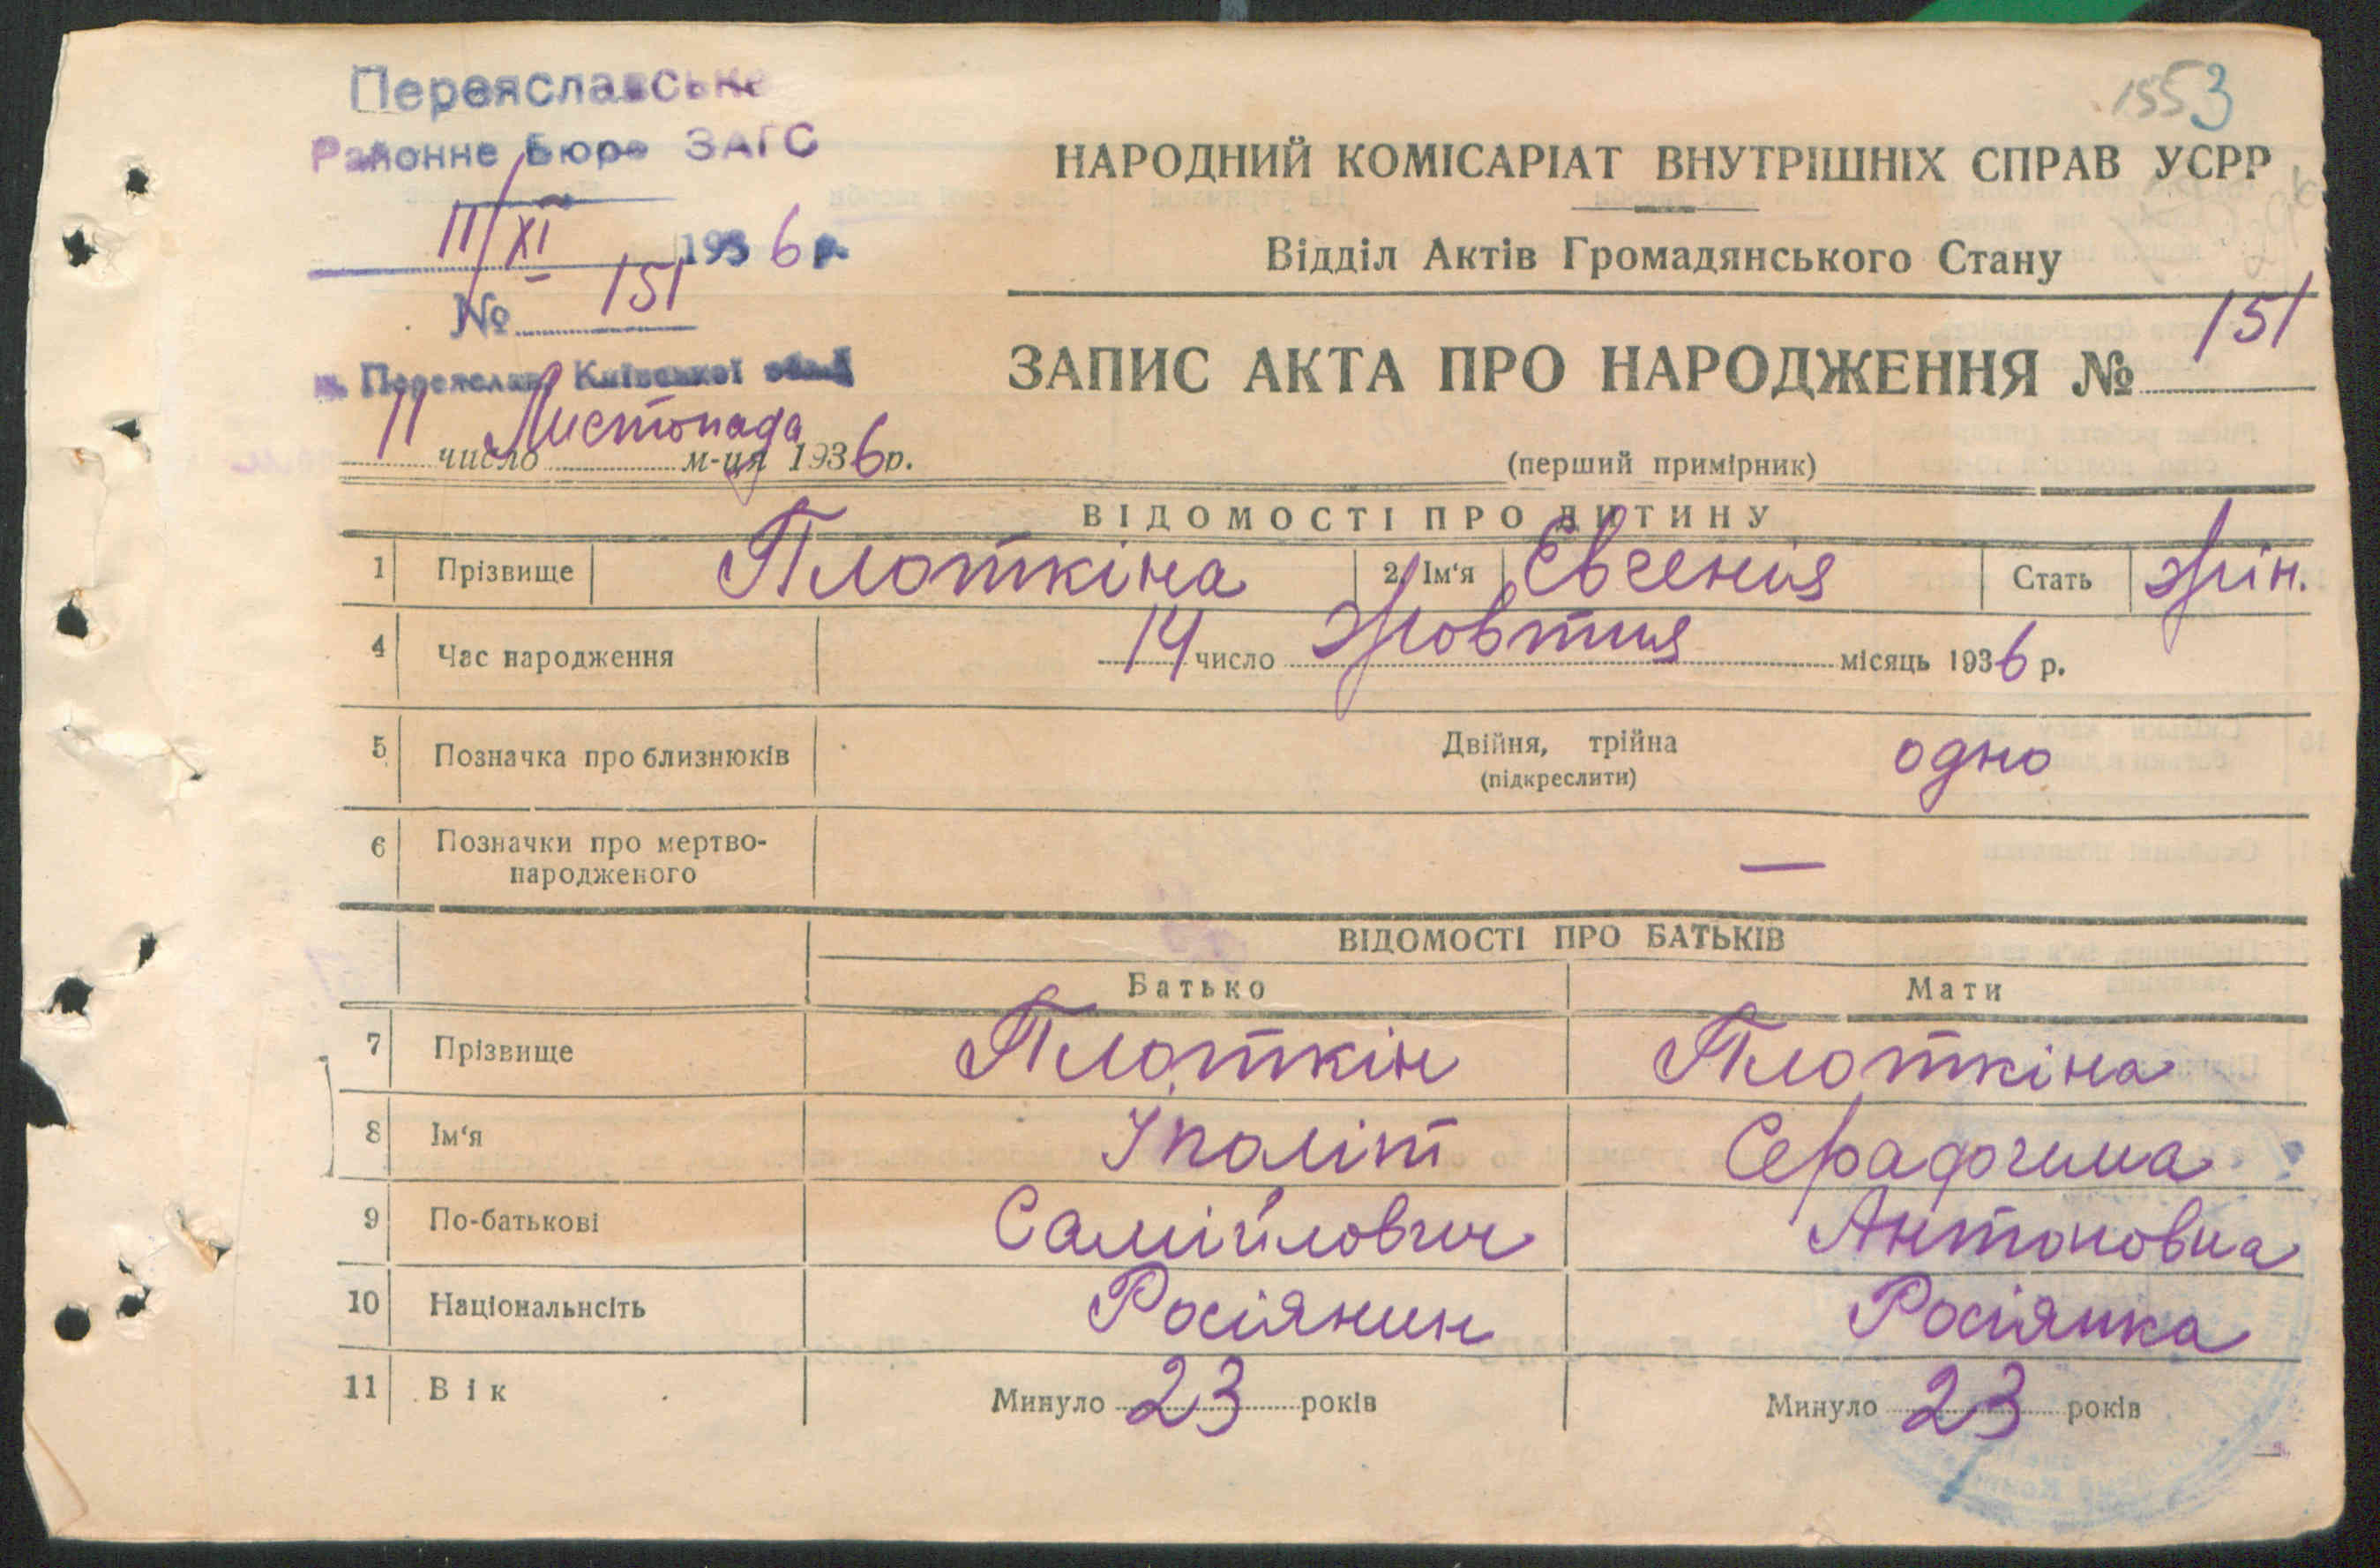 Переяславське
Районне Бюро ЗАГС
11/XI 1936 р.
№ 151
м. Переяслав Київської обл.
11 число Листопада м-ця 1936 р.
1553
НАРОДНИЙ КОМІСАРІАТ ВНУТРІШНІХ СПРАВ УСРР
Відділ Актів Громадянського Стану
ЗАПИС АКТА ПРО НАРОДЖЕННЯ № 151
(перший примірник)
ВІДОМОСТІ ПРО ДИТИНУ
1 Прізвище Плоткіна 2 Ім‘я Євгенія Стать жін.
4 Час народження 14 число Жовтня місяць 1936 р.
5 Позначка про близнюків Двійня, трійна одно
(підкреслити)
6 Позначки про мертво-
народженого —
ВІДОМОСТІ ПРО БАТЬКІВ
Батько Мати
7 Прізвище Плоткін Плоткіна
8 Ім‘я Іполіт Серафима
9 По-батькові Самійлович Антоновна
10 Національнсіть Росіянин Росіянка
11 Вік Минуло 23 років Минуло 23 років